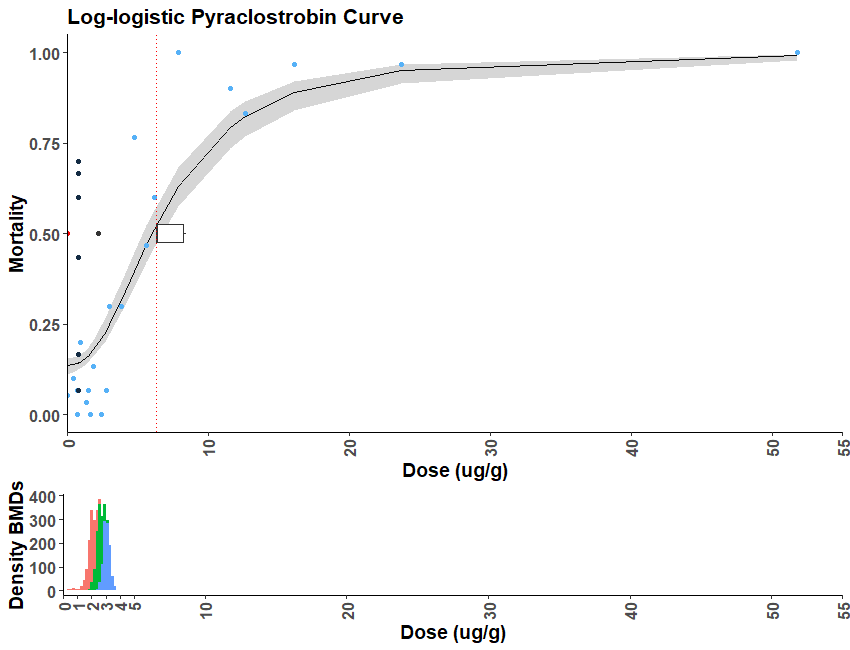 Log-logistic Pyraclostrobin Curve
1.00
0.75
0.50
0.25
0.00
Mortality
0 10 20 30 40 50 55
Dose (ug/g)
400
300
200
100
0
Density BMDs
0 1 2 3 4 5 10 20 30 40 50 55
Dose (ug/g)